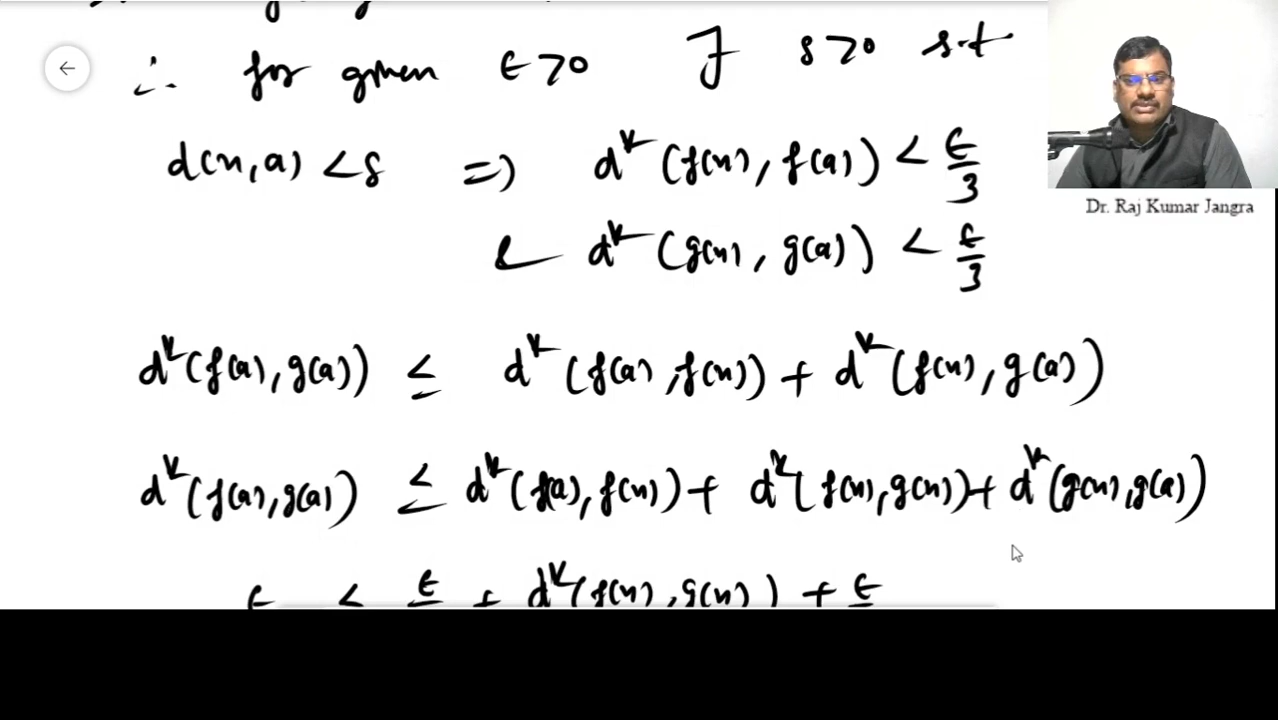 ∴ for given ε > 0 ∃ δ > 0 s.t
d(x, a) < δ ⇒ d*(f(x), f(a)) < ε/3
& d*(g(x), g(a)) < ε/3
d*(f(a), g(a)) ≤ d*(f(a), f(x)) + d*(f(x), g(a))
d*(f(a), g(a)) ≤ d*(f(a), f(x)) + d*(f(x), g(x)) + d*(g(x), g(a))
d*(f(x), g(x)) +
Dr. Raj Kumar Jangra